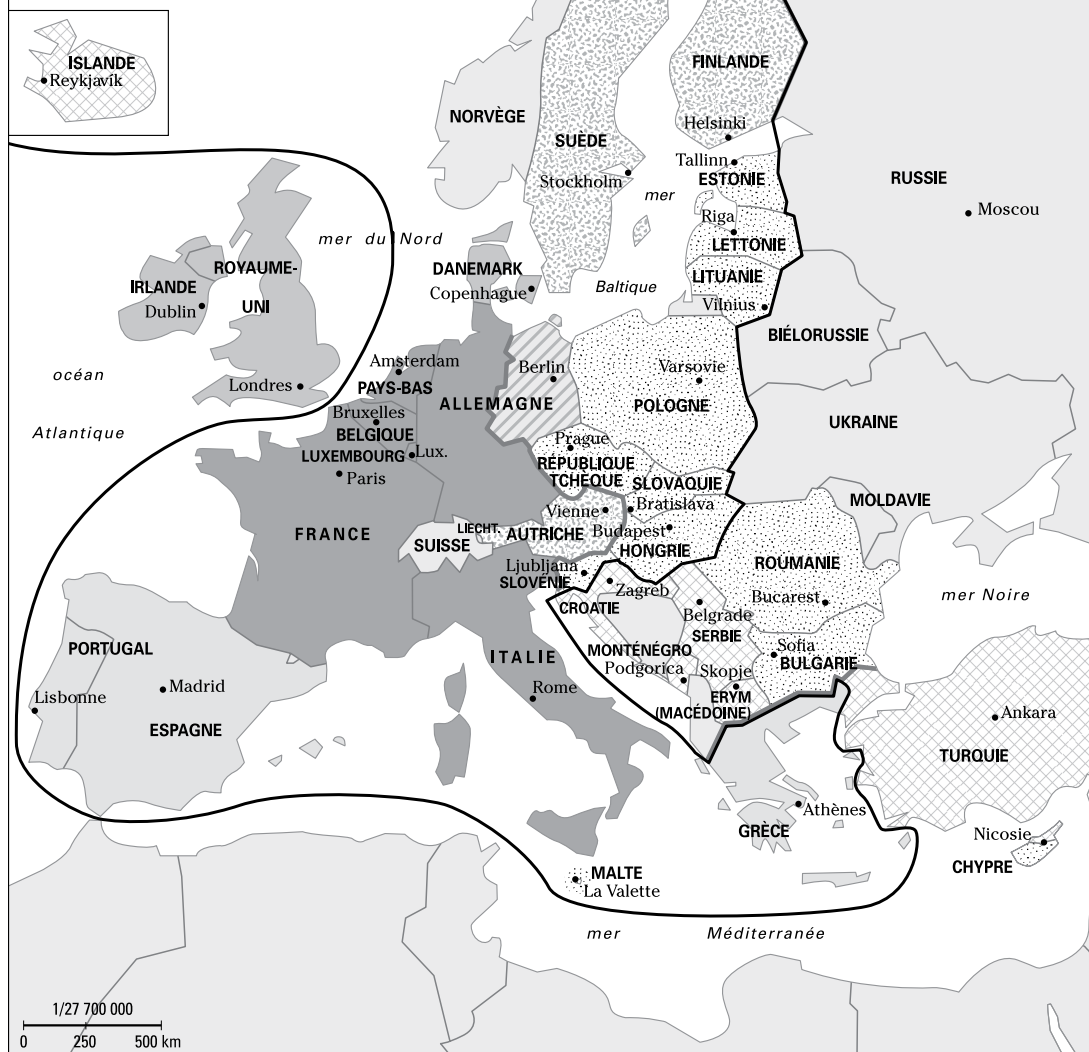 ISLANDE
Reykjavík
NORVÈGE
SUÈDE
FINLANDE
Helsinki
Stockholm
Tallinn
ESTONIE
mer
Baltique
Riga
LETTONIE
LITUANIE
Vilnius
RUSSIE
Moscou
mer du Nord
DANEMARK
Copenhague
IRLANDE
Dublin
ROYAUME-
UNI
Londres
océan
Atlantique
Amsterdam
PAYS-BAS
Bruxelles
BELGIQUE
LUXEMBOURG
Lux.
Paris
FRANCE
ALLEMAGNE
Berlin
Varsovie
POLOGNE
BIÉLORUSSIE
UKRAINE
MOLDAVIE
Prague
RÉPUBLIQUE
TCHÈQUE
SLOVAQUIE
Bratislava
Vienne
LIECHT.
AUTRICHE
SUISSE
Budapest
HONGRIE
Ljubljana
SLOVÉNIE
Zagreb
CROATIE
ROUMANIE
Bucarest
mer Noire
Belgrade
SERBIE
MONTÉNÉGRO
Podgorica
Skopje
ERYM
(MACÉDOINE)
Sofia
BULGARIE
PORTUGAL
Lisbonne
Madrid
ESPAGNE
ITALIE
Rome
Ankara
TURQUIE
Athènes
GRÈCE
Nicosie
CHYPRE
MALTE
La Valette
mer Méditerranée
1/27 700 000
0 250 500 km